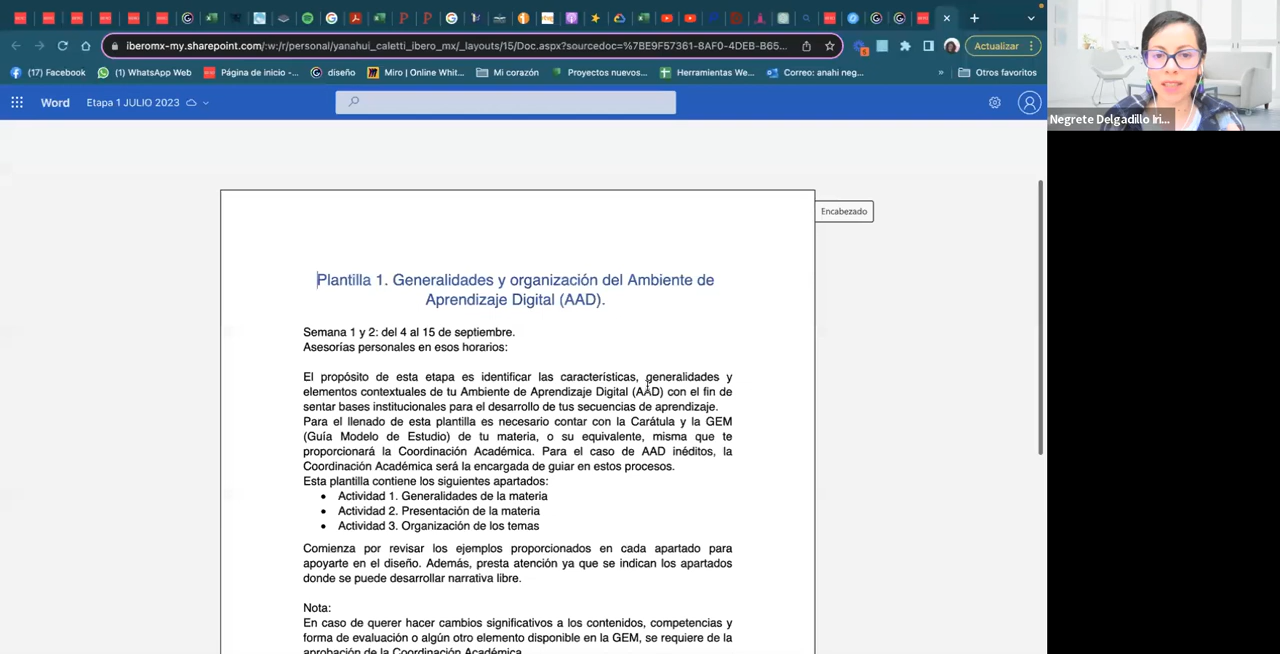 iberomx-my.sharepoint.com/:w:/r/personal/yanahui_caletti_ibero_mx/_layouts/15/Doc.aspx?sourcedoc=%7BE9F57361-8AF0-4DEB-B65...
Actualizar
(17) Facebook
(1) WhatsApp Web
Página de inicio -...
diseño
Miro | Online Whit...
Mi corazón
Proyectos nuevos...
Herramientas We...
Correo: anahi neg...
»
Otros favoritos
Word
Etapa 1 JULIO 2023
Negrete Delgadillo Iri...
Encabezado
Plantilla 1. Generalidades y organización del Ambiente de
Aprendizaje Digital (AAD).
Semana 1 y 2: del 4 al 15 de septiembre.
Asesorías personales en esos horarios:
El propósito de esta etapa es identificar las características, generalidades y
elementos contextuales de tu Ambiente de Aprendizaje Digital (AAD) con el fin de
sentar bases institucionales para el desarrollo de tus secuencias de aprendizaje.
Para el llenado de esta plantilla es necesario contar con la Carátula y la GEM
(Guía Modelo de Estudio) de tu materia, o su equivalente, misma que te
proporcionará la Coordinación Académica. Para el caso de AAD inéditos, la
Coordinación Académica será la encargada de guiar en estos procesos.
Esta plantilla contiene los siguientes apartados:
• Actividad 1. Generalidades de la materia
• Actividad 2. Presentación de la materia
• Actividad 3. Organización de los temas
Comienza por revisar los ejemplos proporcionados en cada apartado para
apoyarte en el diseño. Además, presta atención ya que se indican los apartados
donde se puede desarrollar narrativa libre.
Nota:
En caso de querer hacer cambios significativos a los contenidos, competencias y
forma de evaluación o algún otro elemento disponible en la GEM, se requiere de la
aprobación de la Coordinación Académica.